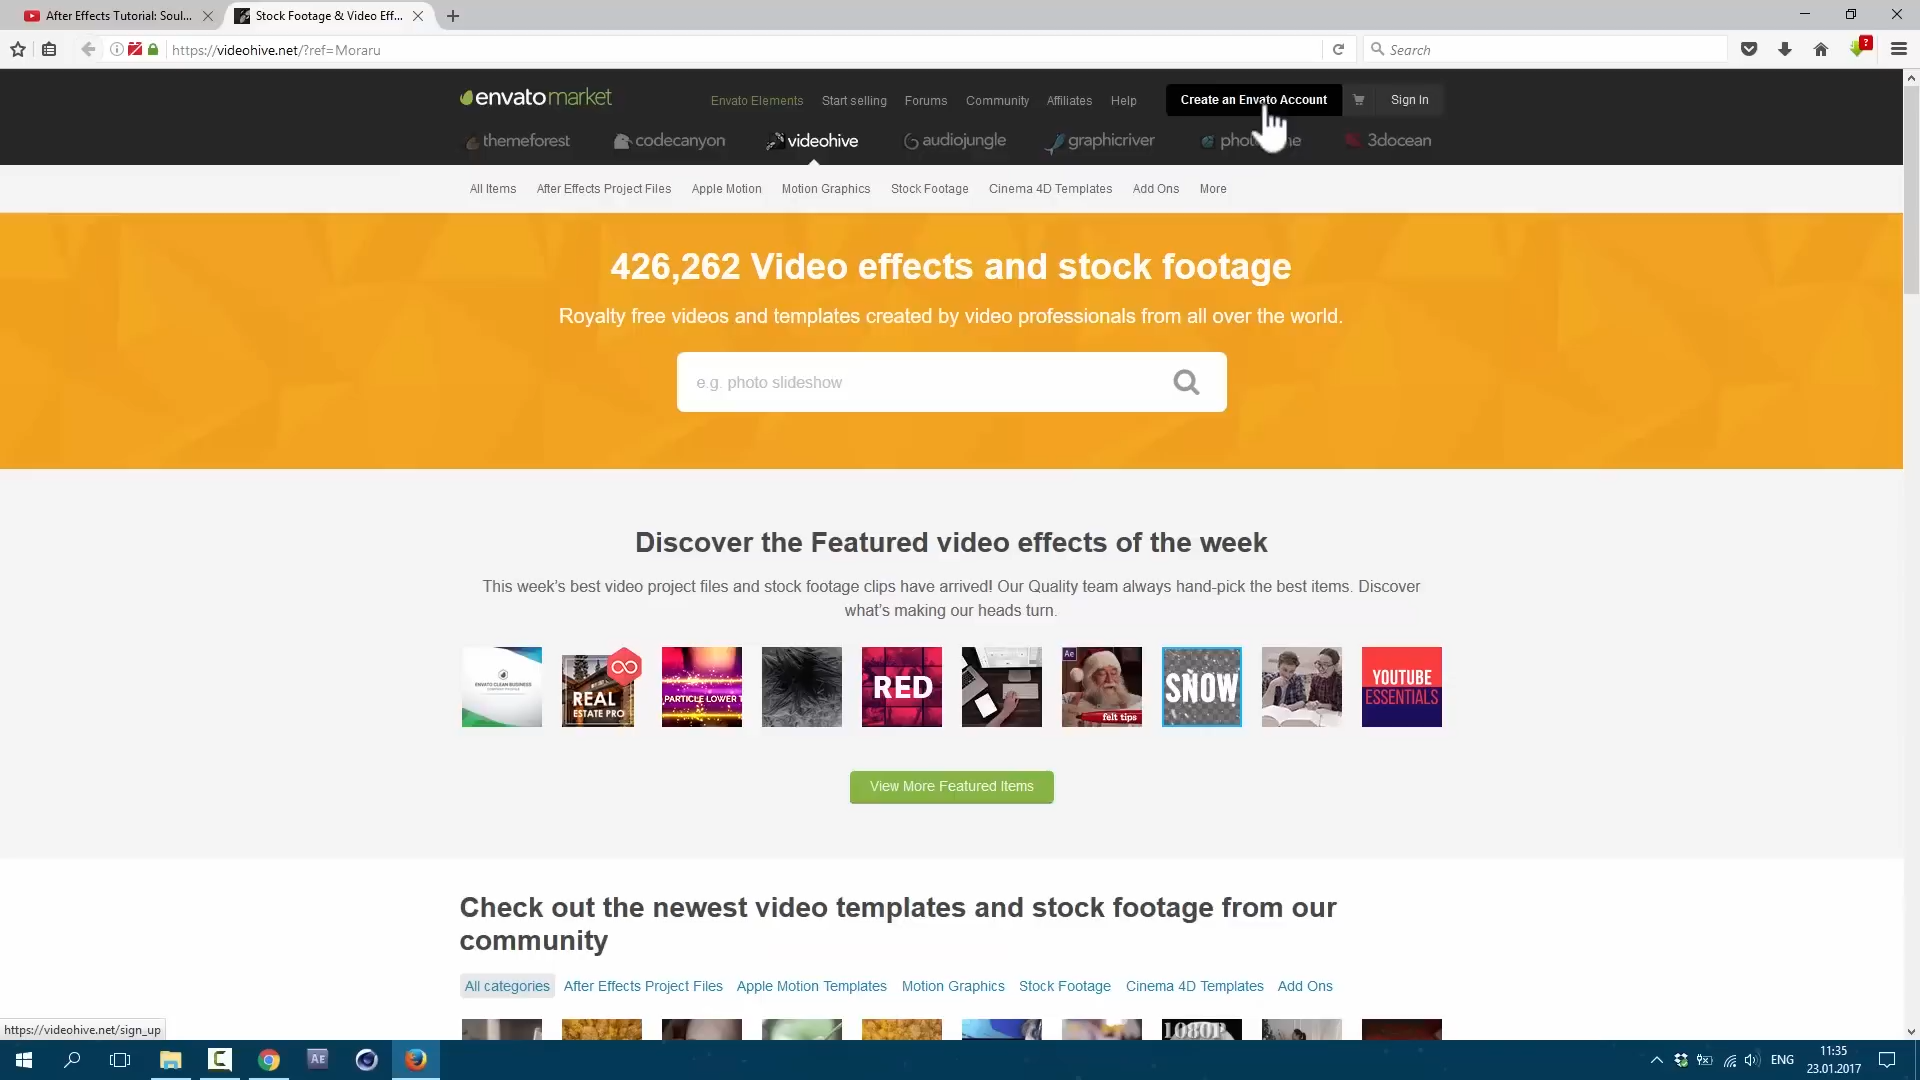 After Effects Tutorial: Soul...
Stock Footage & Video Eff...
https://videohive.net/?ref=Moraru
Search
envatomarket
Envato Elements
Start selling
Forums
Community
Affiliates
Help
Create an Envato Account
Sign In
themeforest
codecanyon
videohive
audiojungle
graphicriver
3docean
All Items
After Effects Project Files
Apple Motion
Motion Graphics
Stock Footage
Cinema 4D Templates
Add Ons
More
426,262 Video effects and stock footage
Royalty free videos and templates created by video professionals from all over the world.
e.g. photo slideshow
Discover the Featured video effects of the week
This week's best video project files and stock footage clips have arrived! Our Quality team always hand-pick the best items. Discover
what's making our heads turn.
ENVATO CLEAN BUSINESS
REAL
ESTATE PRO
PARTICLE LOWER T
RED
Ae
felt tips
SNOW
YOUTUBE
ESSENTIALS
View More Featured Items
Check out the newest video templates and stock footage from our
community
All categories
After Effects Project Files
Apple Motion Templates
Motion Graphics
Stock Footage
Cinema 4D Templates
Add Ons
1080P
https://videohive.net/sign_up
AE
ENG
11:35
23.01.2017